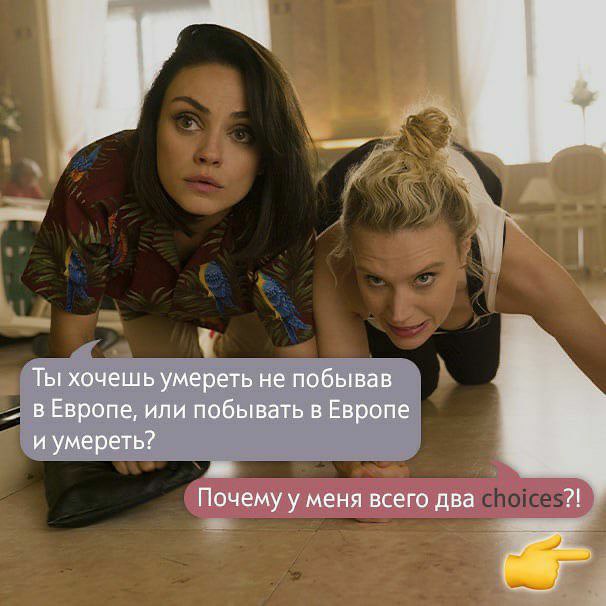 Ты хочешь умереть не побывав
в Европе, или побывать в Европе
и умереть?
Почему у меня всего два choices?!